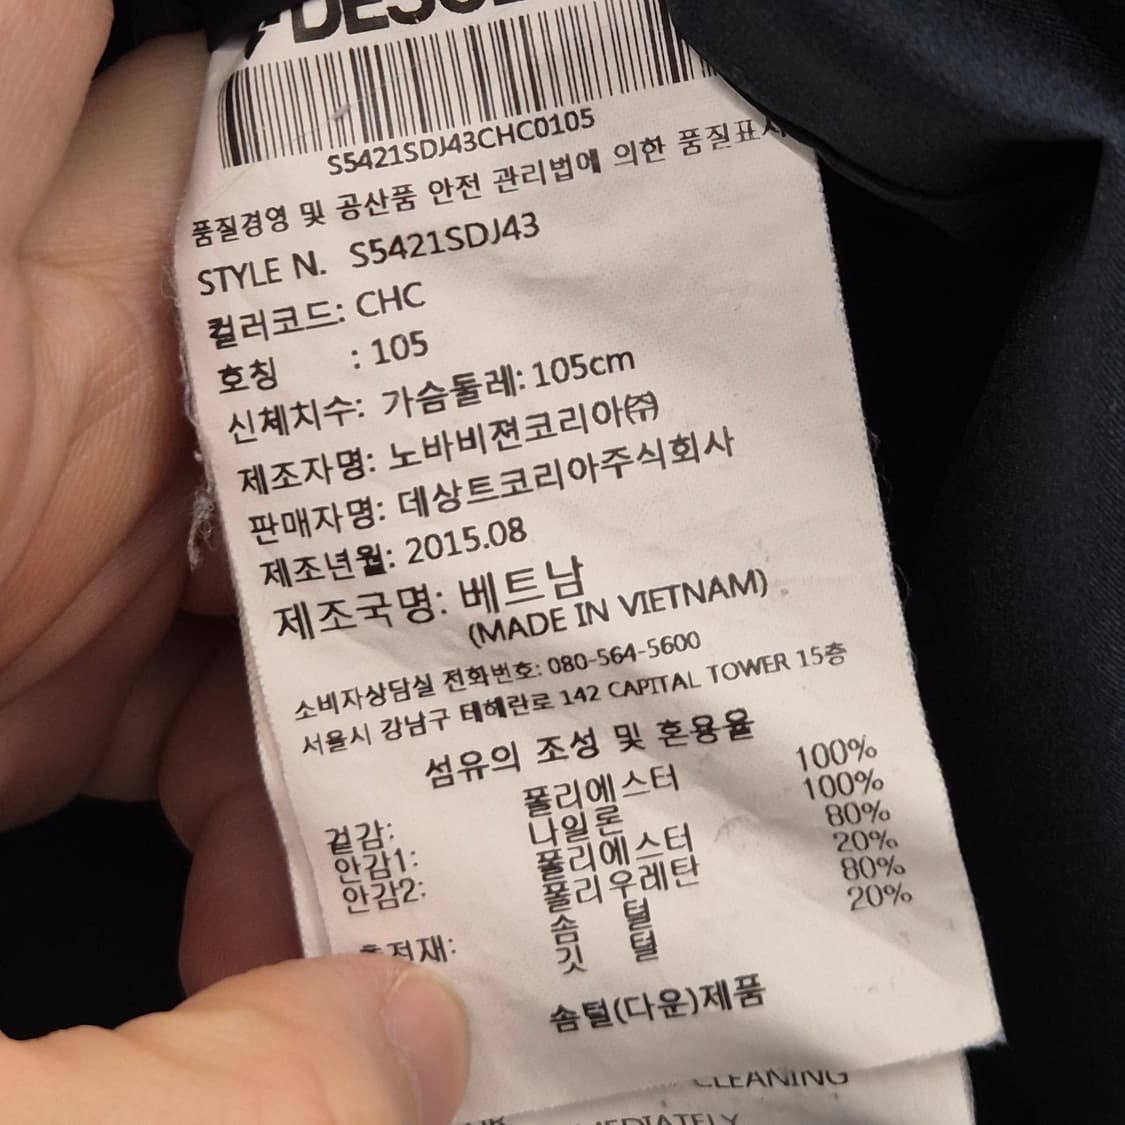 S5421SDJ43CHC0105
품질경영 및 공산품 안전 관리법에 의한 품질표시
STYLE N. S5421SDJ43
컬러코드: CHC
호칭 : 105
신체치수: 가슴둘레: 105cm
제조자명: 노바비젼코리아㈜
판매자명: 데상트코리아주식회사
제조년월: 2015.08
제조국명: 베트남
(MADE IN VIETNAM)
소비자상담실 전화번호: 080-564-5600
서울시 강남구 테헤란로 142 CAPITAL TOWER 15층
섬유의 조성 및 혼용율
겉감: 폴리에스터 100%
안감1: 나일론 100%
안감2: 폴리에스터 80%
폴리우레탄 20%
충전재: 솜 털 80%
깃 털 20%
솜털(다운)제품
CLEANING